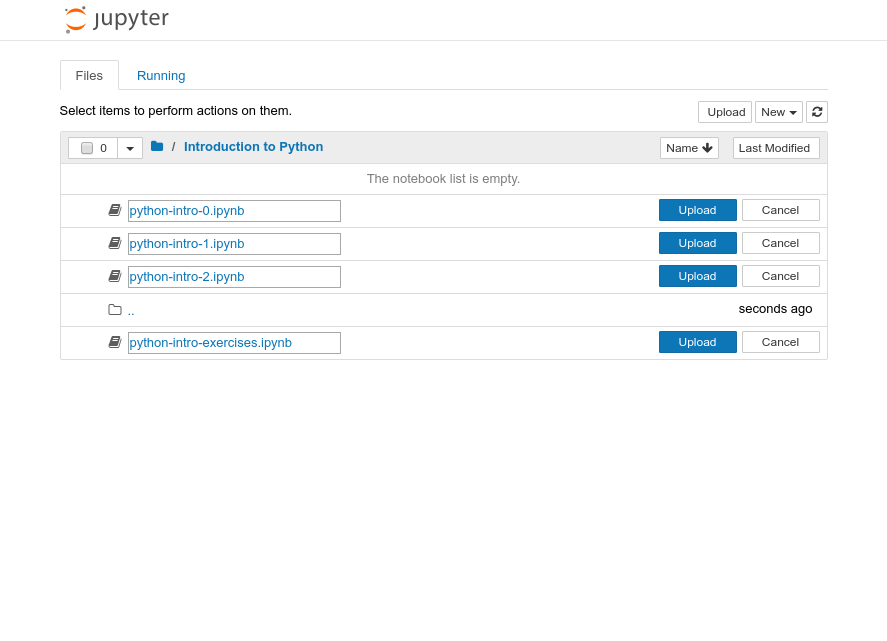 jupyter
Files Running
Select items to perform actions on them. Upload New
0 / Introduction to Python Name Last Modified
The notebook list is empty.
python-intro-0.ipynb Upload Cancel
python-intro-1.ipynb Upload Cancel
python-intro-2.ipynb Upload Cancel
.. seconds ago
python-intro-exercises.ipynb Upload Cancel